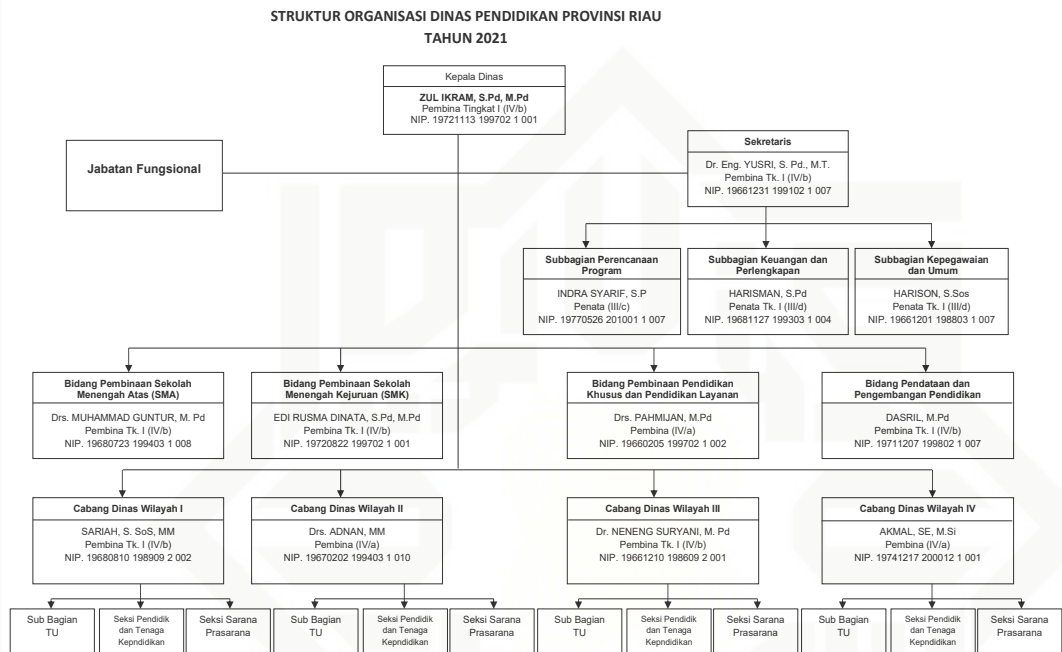 STRUKTUR ORGANISASI DINAS PENDIDIKAN PROVINSI RIAU
TAHUN 2021
Kepala Dinas
ZUL IKRAM, S.Pd, M.Pd
Pembina Tingkat I (IV/b)
NIP. 19721113 199702 1 001
Jabatan Fungsional
Sekretaris
Dr. Eng. YUSRI, S. Pd., M.T.
Pembina Tk. I (IV/b)
NIP. 19661231 199102 1 007
Subbagian Perencanaan
Program
INDRA SYARIF, S.P
Penata (III/c)
NIP. 19770526 201001 1 007
Subbagian Keuangan dan
Perlengkapan
HARISMAN, S.Pd
Penata Tk. I (III/d)
NIP. 19681127 199303 1 004
Subbagian Kepegawaian
dan Umum
HARISON, S.Sos
Penata Tk. I (III/d)
NIP. 19661201 198803 1 007
Bidang Pembinaan Sekolah
Menengah Atas (SMA)
Drs. MUHAMMAD GUNTUR, M. Pd
Pembina Tk. I (IV/b)
NIP. 19680723 199403 1 008
Bidang Pembinaan Sekolah
Menengah Kejuruan (SMK)
EDI RUSMA DINATA, S.Pd, M.Pd
Pembina Tk. I (IV/b)
NIP. 19720822 199702 1 001
Bidang Pembinaan Pendidikan
Khusus dan Pendidikan Layanan
Drs. PAHMIJAN, M.Pd
Pembina (IV/a)
NIP. 19660205 199702 1 002
Bidang Pendataan dan
Pengembangan Pendidikan
DASRIL, M.Pd
Pembina Tk. I (IV/b)
NIP. 19711207 199802 1 007
Cabang Dinas Wilayah I
SARIAH, S. SoS, MM
Pembina Tk. I (IV/b)
NIP. 19680810 198909 2 002
Cabang Dinas Wilayah II
Drs. ADNAN, MM
Pembina (IV/a)
NIP. 19670202 199403 1 010
Cabang Dinas Wilayah III
Dr. NENENG SURYANI, M. Pd
Pembina Tk. I (IV/b)
NIP. 19661210 198609 2 001
Cabang Dinas Wilayah IV
AKMAL, SE, M.Si
Pembina (IV/a)
NIP. 19741217 200012 1 001
Sub Bagian
TU
Seksi Pendidik
dan Tenaga
Kepndidikan
Seksi Sarana
Prasarana
Sub Bagian
TU
Seksi Pendidik
dan Tenaga
Kepndidikan
Seksi Sarana
Prasarana
Sub Bagian
TU
Seksi Pendidik
dan Tenaga
Kepndidikan
Seksi Sarana
Prasarana
Sub Bagian
TU
Seksi Pendidik
dan Tenaga
Kepndidikan
Seksi Sarana
Prasarana